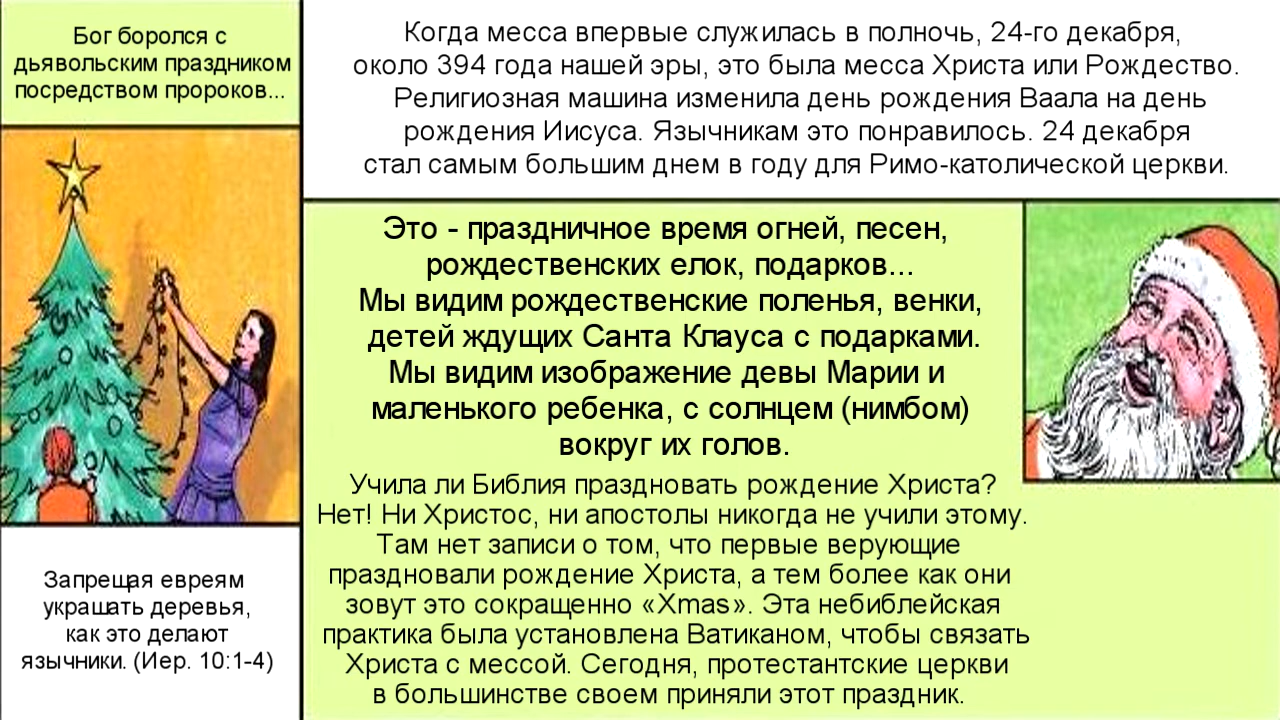 Бог боролся с
дьявольским праздником
посредством пророков...
Запрещая евреям
украшать деревья,
как это делают
язычники. (Иер. 10:1-4)
Когда месса впервые служилась в полночь, 24-го декабря,
около 394 года нашей эры, это была месса Христа или Рождество.
Религиозная машина изменила день рождения Ваала на день
рождения Иисуса. Язычникам это понравилось. 24 декабря
стал самым большим днем в году для Римо-католической церкви.
Это - праздничное время огней, песен,
рождественских елок, подарков...
Мы видим рождественские поленья, венки,
детей ждущих Санта Клауса с подарками.
Мы видим изображение девы Марии и
маленького ребенка, с солнцем (нимбом)
вокруг их голов.
Учила ли Библия праздновать рождение Христа?
Нет! Ни Христос, ни апостолы никогда не учили этому.
Там нет записи о том, что первые верующие
праздновали рождение Христа, а тем более как они
зовут это сокращенно «Xmas». Эта небиблейская
практика была установлена Ватиканом, чтобы связать
Христа с мессой. Сегодня, протестантские церкви
в большинстве своем приняли этот праздник.